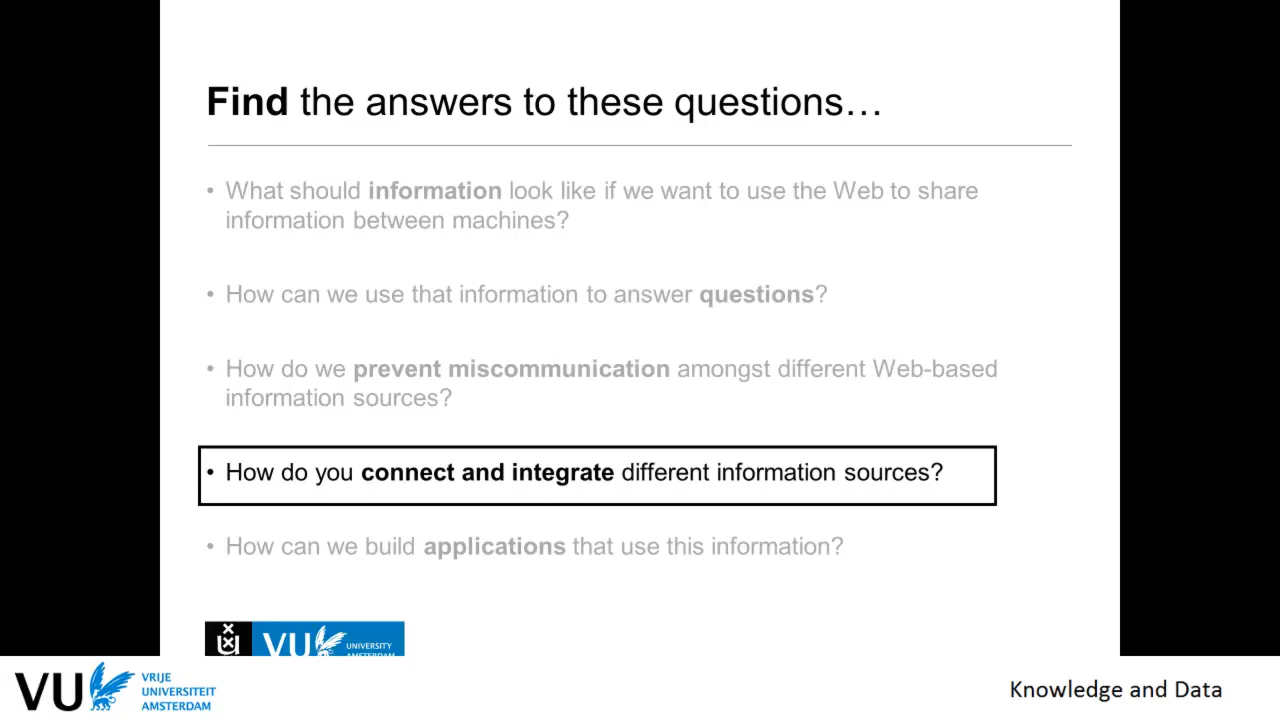 Find the answers to these questions…
• What should information look like if we want to use the Web to share
information between machines?
• How can we use that information to answer questions?
• How do we prevent miscommunication amongst different Web-based
information sources?
• How do you connect and integrate different information sources?
• How can we build applications that use this information?
VU UNIVERSITY
AMSTERDAM
VU VRIJE
UNIVERSITEIT
AMSTERDAM
Knowledge and Data